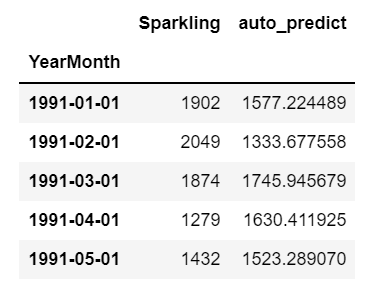 Sparkling auto_predict
YearMonth
1991-01-01 1902 1577.224489
1991-02-01 2049 1333.677558
1991-03-01 1874 1745.945679
1991-04-01 1279 1630.411925
1991-05-01 1432 1523.289070